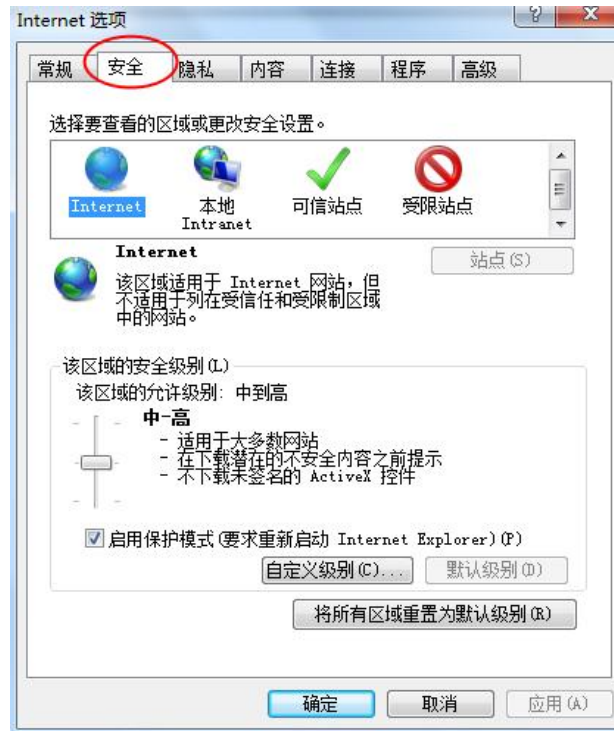 Internet 选项
常规 安全 隐私 内容 连接 程序 高级
选择要查看的区域或更改安全设置。
Internet 本地 Intranet 可信站点 受限站点
Internet
站点(S)
该区域适用于 Internet 网站，但
不适用于列在受信任和受限制区域
中的网站。
该区域的安全级别(L)
该区域的允许级别: 中到高
中-高
- 适用于大多数网站
- 在下载潜在的不安全内容之前提示
- 不下载未签名的 ActiveX 控件
启用保护模式(要求重新启动 Internet Explorer)(P)
自定义级别(C)... 默认级别(D)
将所有区域重置为默认级别(R)
确定 取消 应用(A)